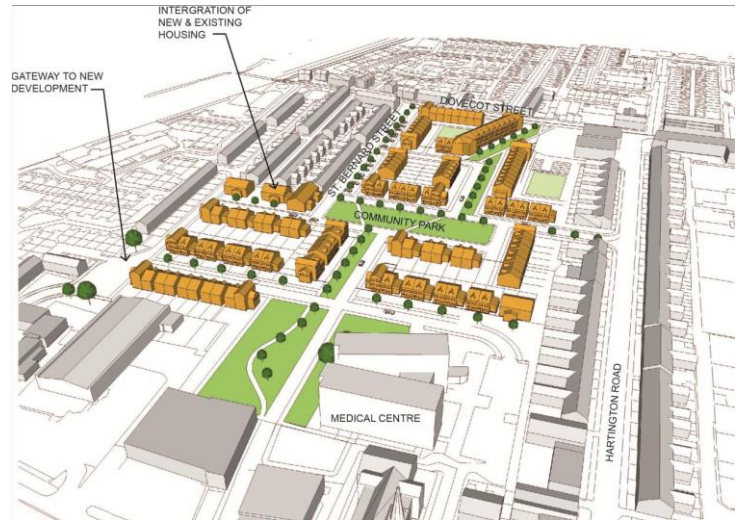 INTERGRATION OF
NEW & EXISTING
HOUSING
GATEWAY TO NEW
DEVELOPMENT
DOVECOT STREET
ST. BERNARD STREET
COMMUNITY PARK
MEDICAL CENTRE
HARTINGTON ROAD